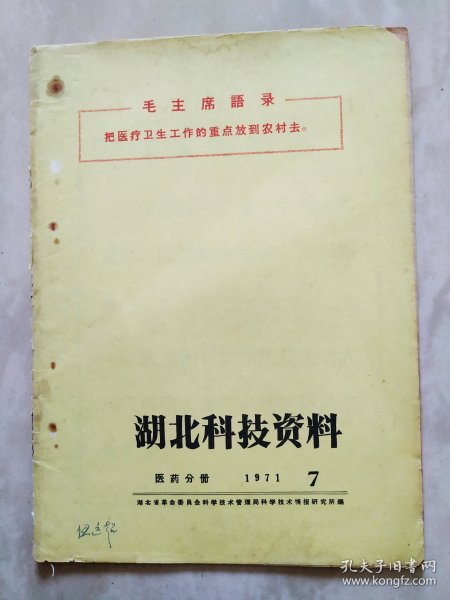 毛主席語录
把医疗卫生工作的重点放到农村去。
湖北科技资料
医药分册 1971 7
湖北省革命委员会科学技术管理局科学技术情报研究所编
孔夫子旧书网
www.kongfz.com